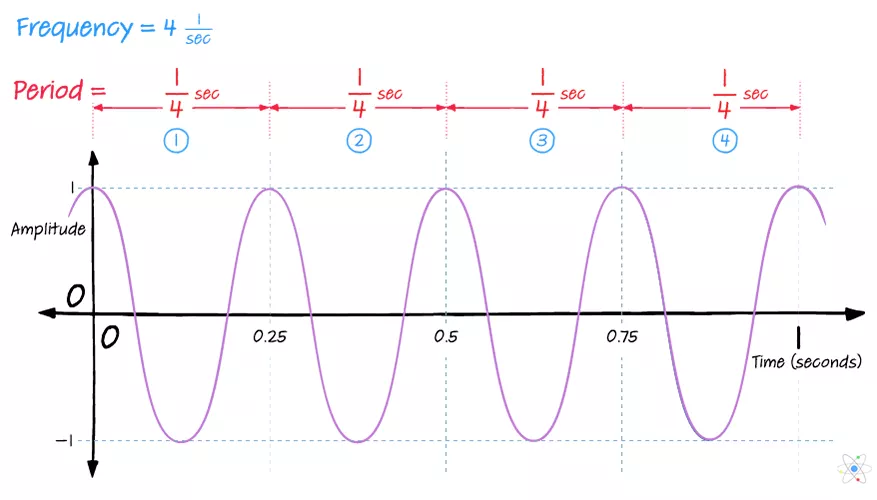 Frequency = 4 1/sec
Period = 1/4 sec 1/4 sec 1/4 sec 1/4 sec
1 2 3 4
1
Amplitude
0
0 0.25 0.5 0.75 1
Time (seconds)
-1